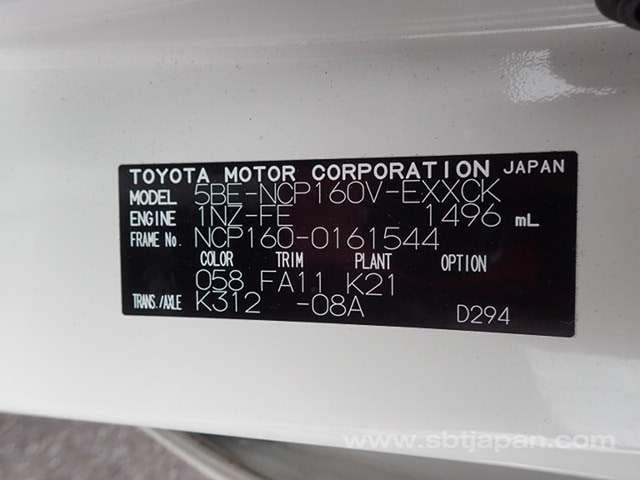 TOYOTA MOTOR CORPORATION JAPAN
MODEL 5BE-NCP160V-EXXCK
ENGINE 1NZ-FE 1496 mL
FRAME No. NCP160-0161544
COLOR TRIM PLANT OPTION
058 FA11 K21
TRANS./AXLE K312 -08A D294
www.sbtjapan.com